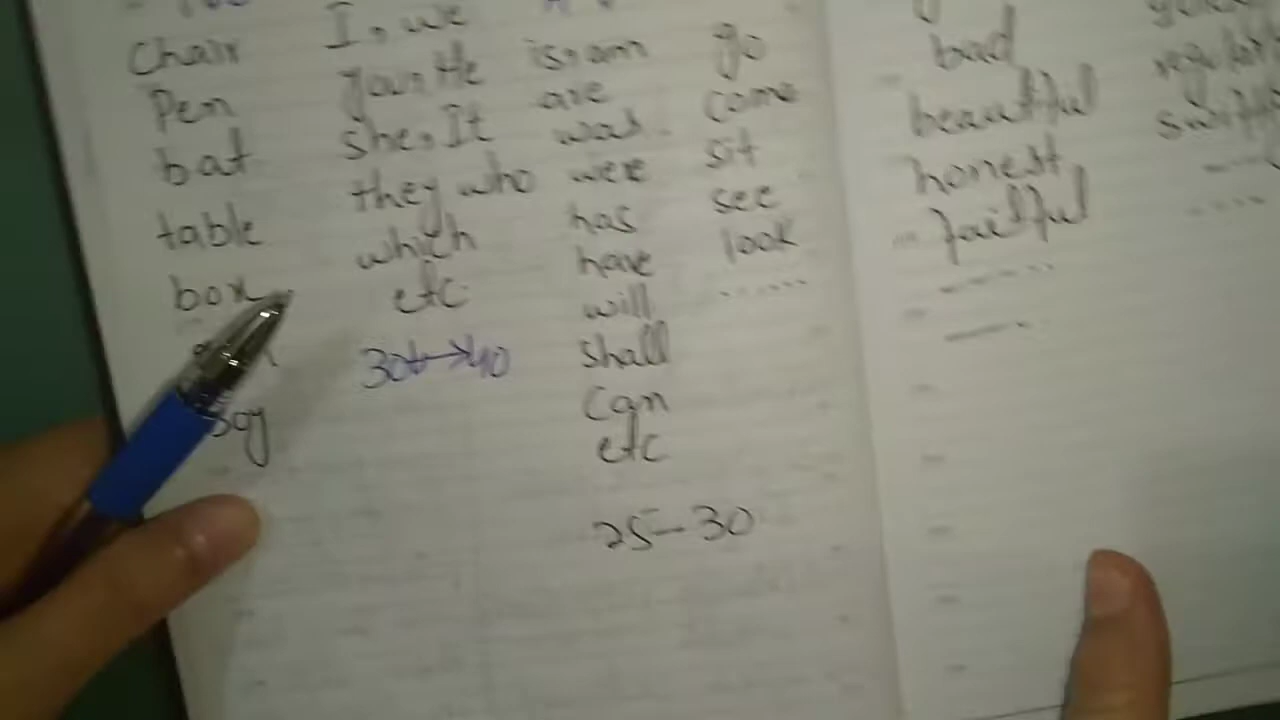 I, we
Chair you He is, am go bad
Pen she, It are come beautiful
bat they who was sit honest
table which were see faitful
box etc has look
30 → 40 have
will
shall
Can
etc
25-30